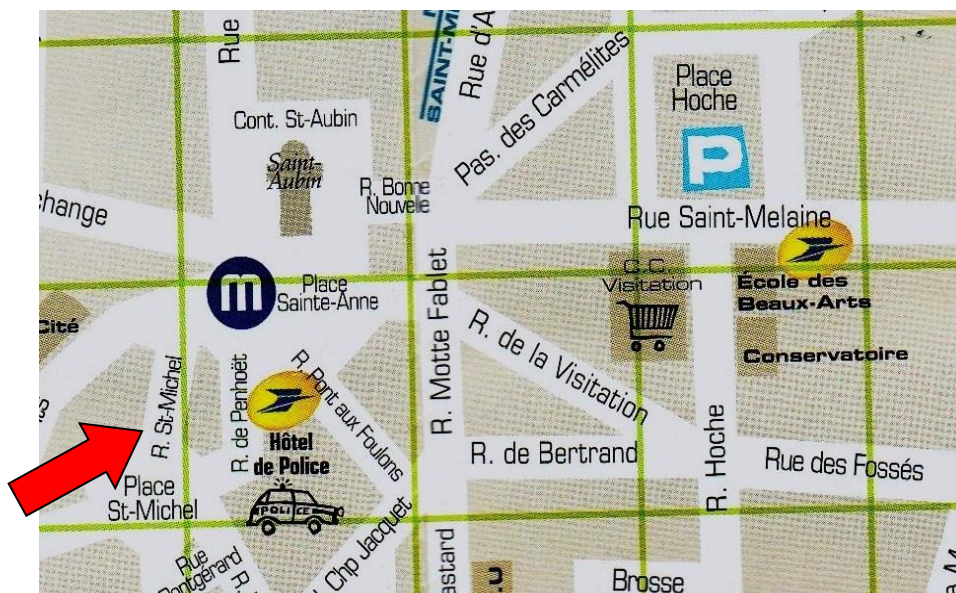 Rue
SAINT-M
Rue d'A
Pas. des Carmélites
Place
Hoche
P
Cont. St-Aubin
Saint-
Aubin
R. Bonne
Nouvelle
change
Rue Saint-Melaine
m
Place
Sainte-Anne
C.C.
Visitation
École des
Beaux-Arts
Cité
R. Motte Fablet
R. de la Visitation
Conservatoire
R. St-Michel
R. de Penhoët
R. Pont aux Foulons
Hôtel
de Police
POLICE
R. de Bertrand
R. Hoche
Rue des Fossés
Place
St-Michel
Chp Jacquet
Rue
Pontgérard
R.
astard
Brosse